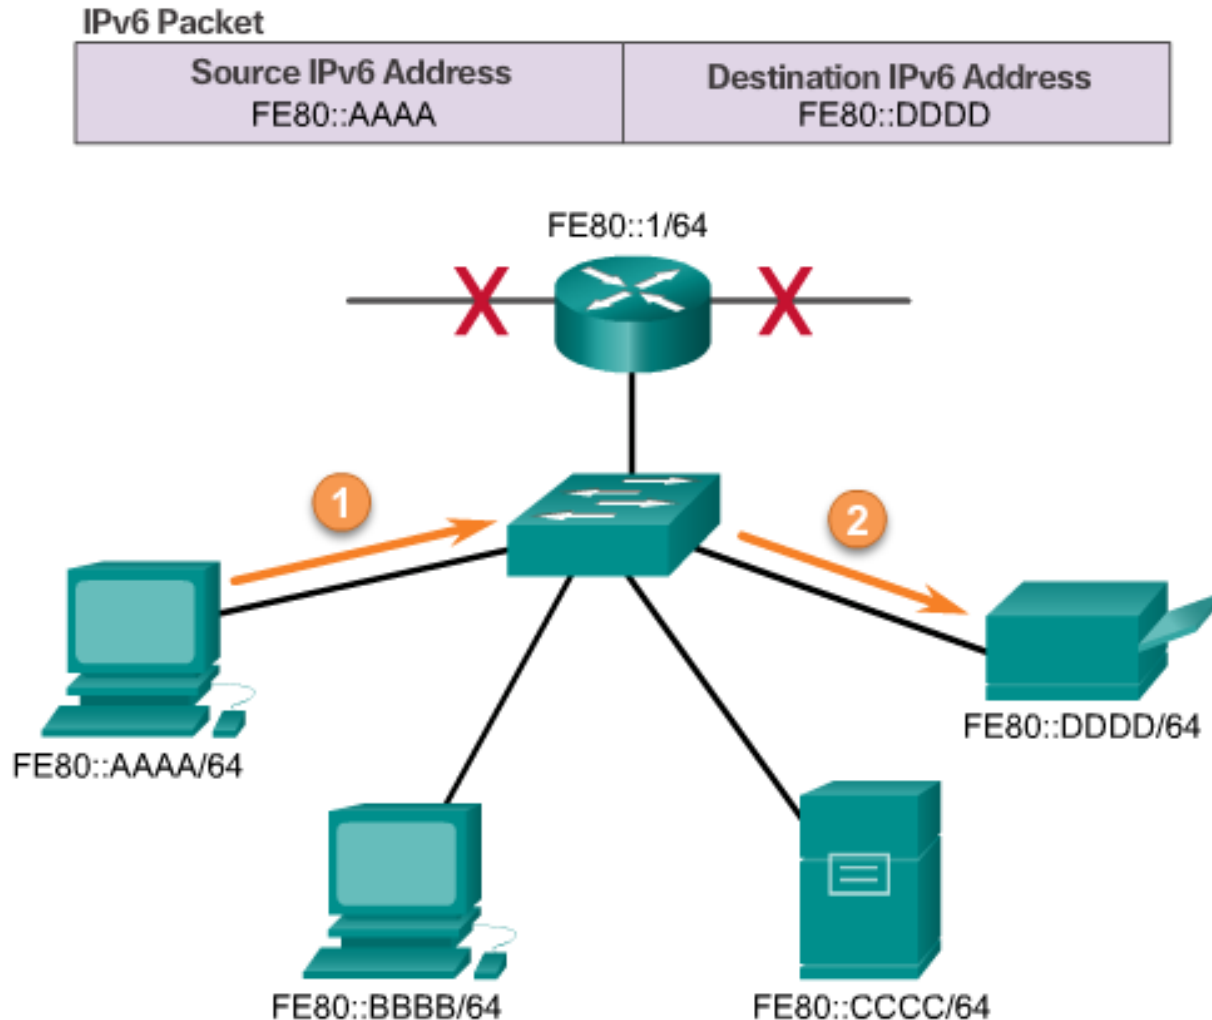 IPv6 Packet
Source IPv6 Address
FE80::AAAA
Destination IPv6 Address
FE80::DDDD
FE80::1/64
X
X
1
2
FE80::AAAA/64
FE80::DDDD/64
FE80::BBBB/64
FE80::CCCC/64